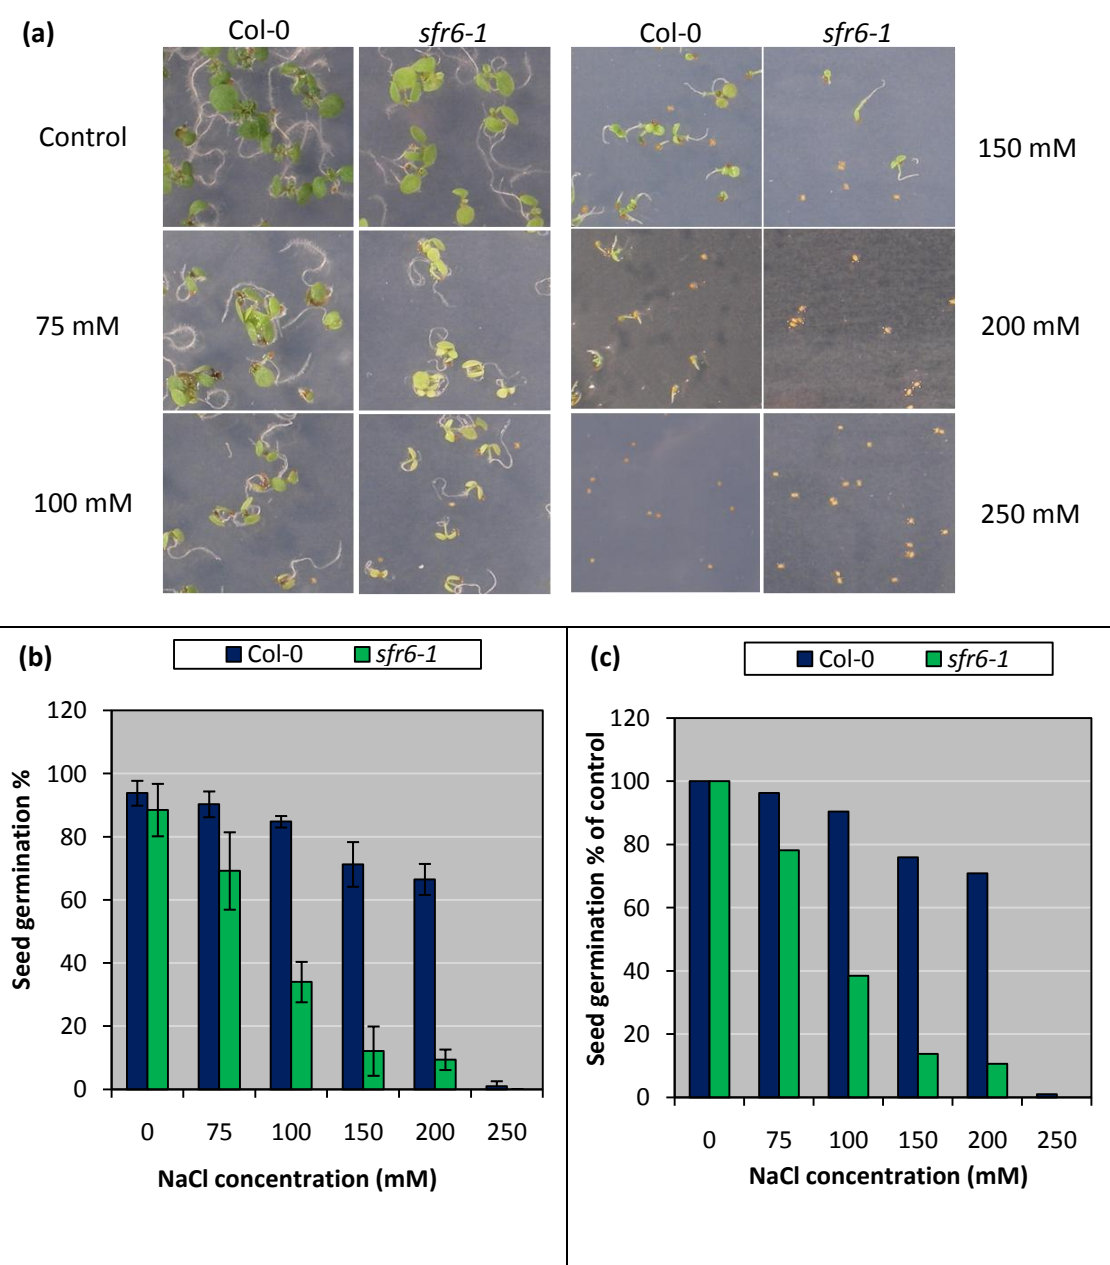 (a)
Col-0 sfr6-1 Col-0 sfr6-1
Control
150 mM
75 mM
200 mM
100 mM
250 mM
(b)
Col-0 sfr6-1
Seed germination %
120
100
80
60
40
20
0
0 75 100 150 200 250
NaCl concentration (mM)
(c)
Col-0 sfr6-1
Seed germination % of control
120
100
80
60
40
20
0
0 75 100 150 200 250
NaCl concentration (mM)